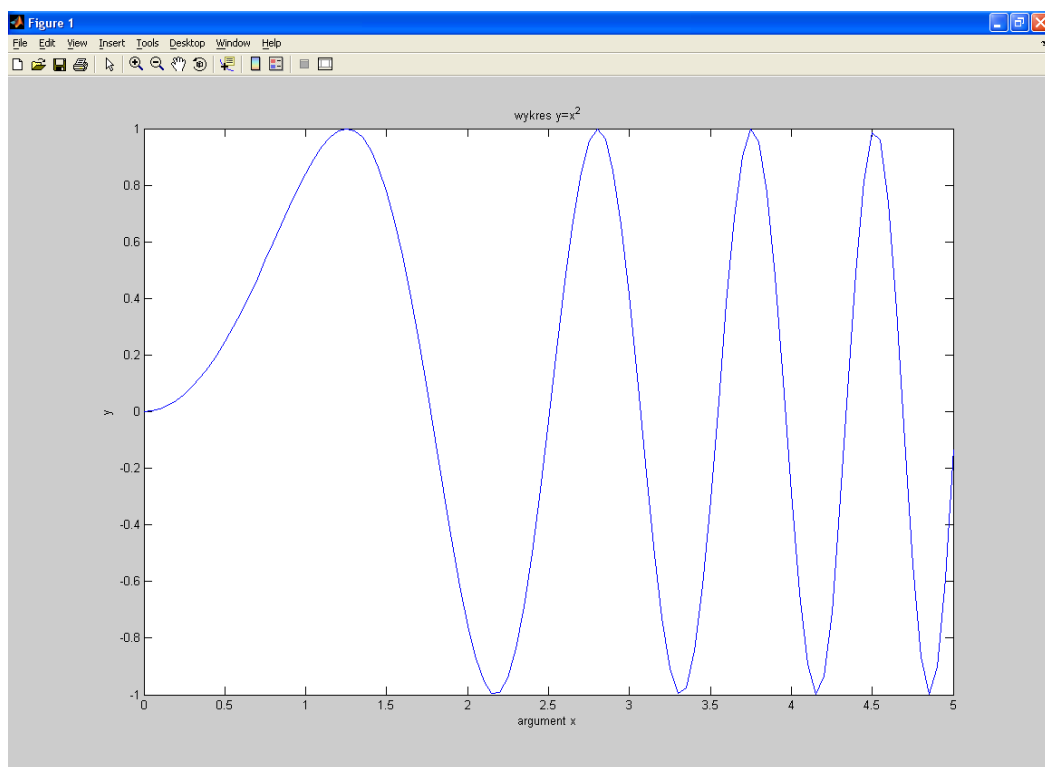 Figure 1
File Edit View Insert Tools Desktop Window Help
wykres y=x²
1
0.8
0.6
0.4
0.2
0
-0.2
-0.4
-0.6
-0.8
-1
y
0 0.5 1 1.5 2 2.5 3 3.5 4 4.5 5
argument x